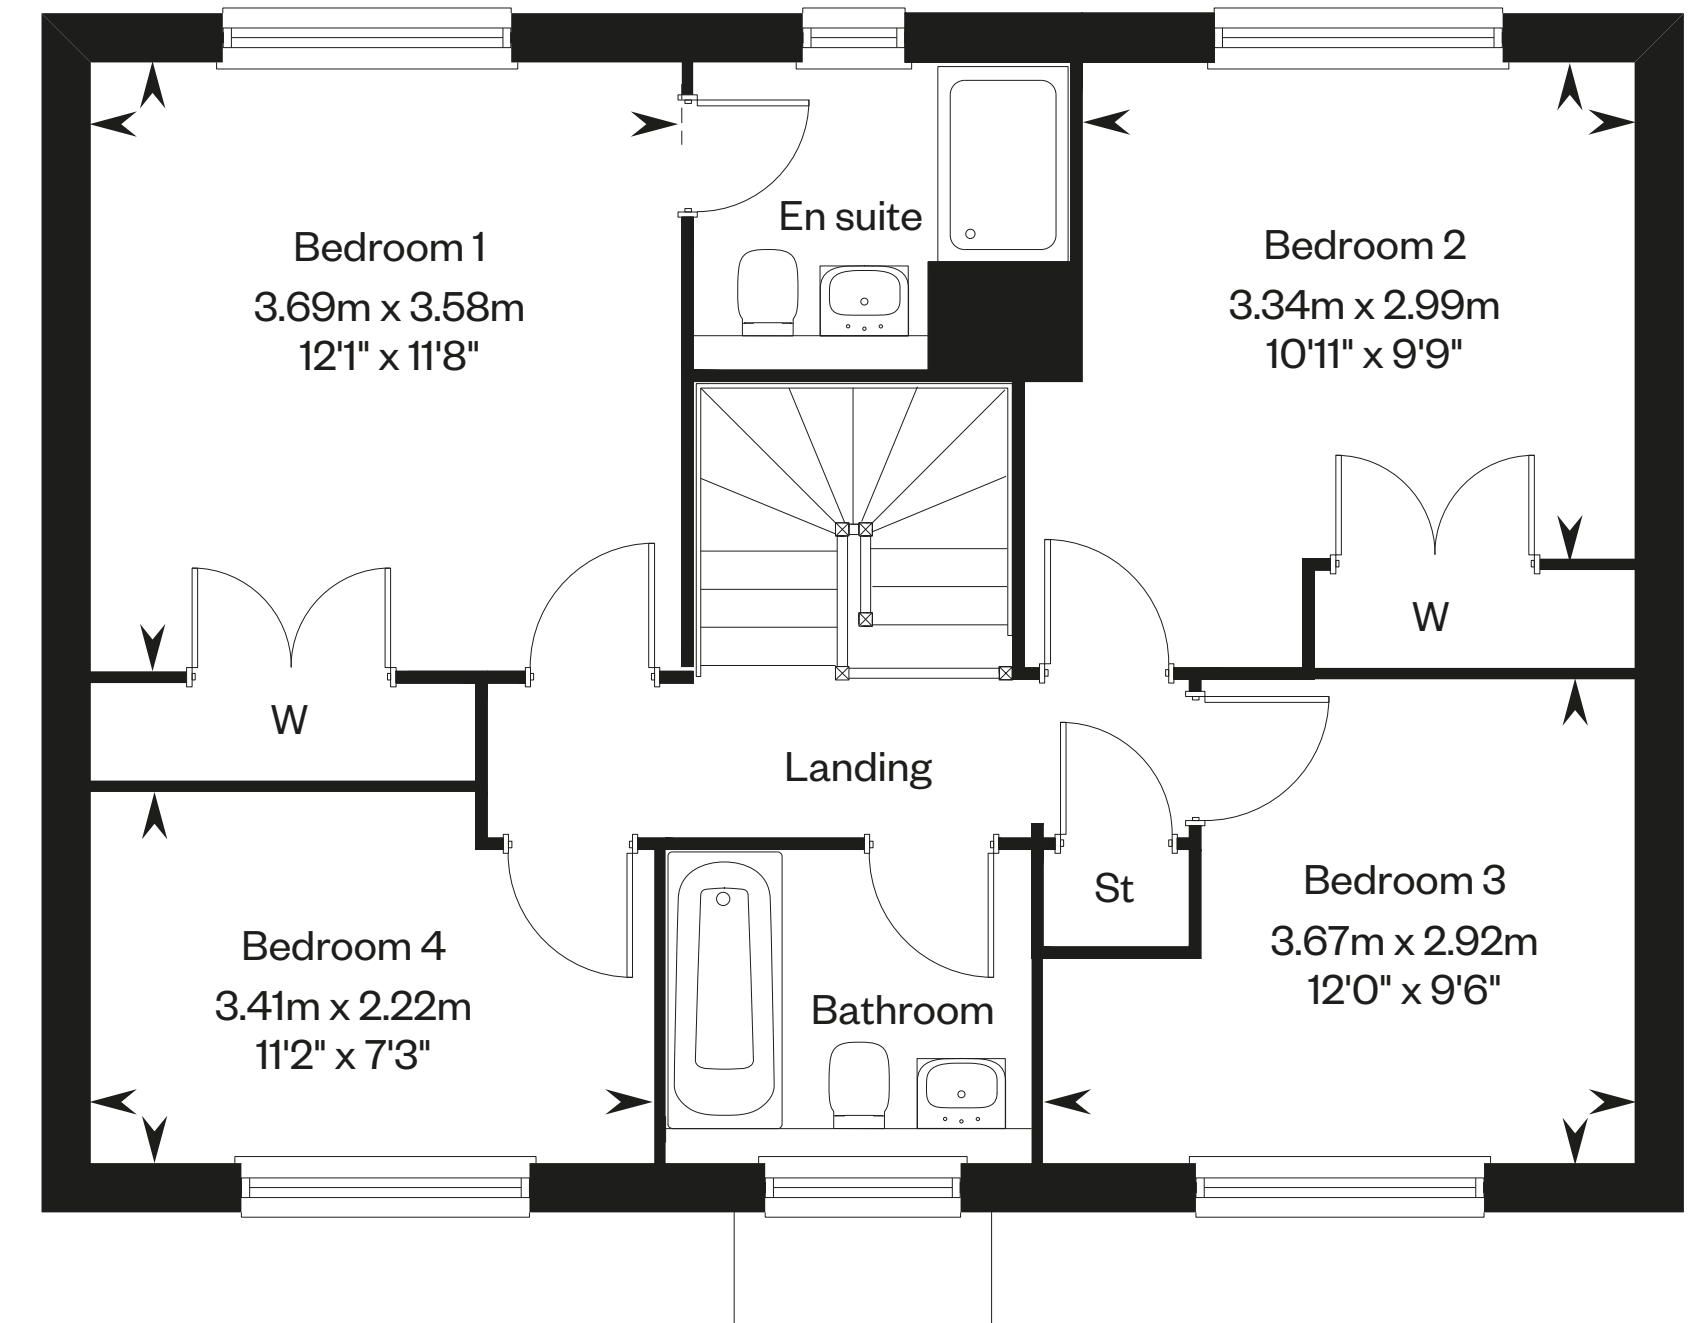 En suite
Bedroom 1
3.69m x 3.58m
12'1" x 11'8"
Bedroom 2
3.34m x 2.99m
10'11" x 9'9"
W
W
Landing
St
Bedroom 3
3.67m x 2.92m
12'0" x 9'6"
Bedroom 4
3.41m x 2.22m
11'2" x 7'3"
Bathroom